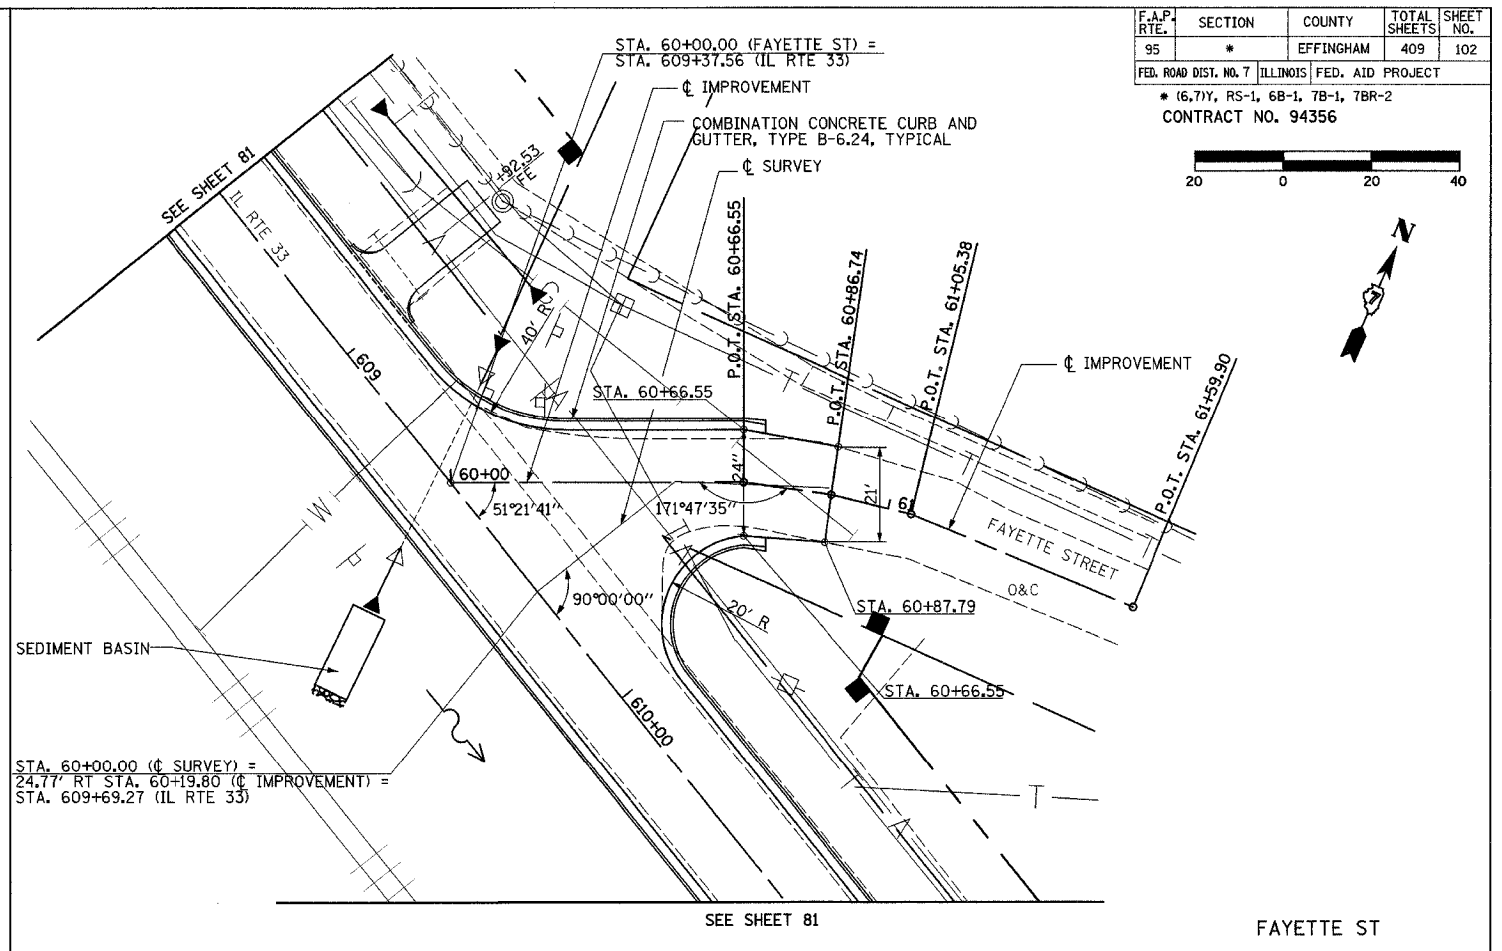 F.A.P. RTE. SECTION COUNTY TOTAL SHEETS SHEET NO.
95 * EFFINGHAM 409 102
FED. ROAD DIST. NO. 7 ILLINOIS FED. AID PROJECT
* (6,7)Y, RS-1, 6B-1, 7B-1, 7BR-2
CONTRACT NO. 94356
20 0 20 40
N
7
STA. 60+00.00 (FAYETTE ST) =
STA. 609+37.56 (IL RTE 33)
℄ IMPROVEMENT
COMBINATION CONCRETE CURB AND
GUTTER, TYPE B-6.24, TYPICAL
℄ SURVEY
SEE SHEET 81
IL RTE 33
+92.53
FE
40' R
609
P.O.T. STA. 60+66.55
P.O.T. STA. 60+86.74
P.O.T. STA. 61+05.38
P.O.T. STA. 61+59.90
℄ IMPROVEMENT
STA. 60+66.55
60+00
24"
21'
61
51°21'41"
171°47'35"
W
T
T
T
T
FAYETTE STREET
O&C
90°00'00"
20' R
STA. 60+87.79
STA. 60+66.55
SEDIMENT BASIN
610+00
STA. 60+00.00 (℄ SURVEY) =
24.77' RT STA. 60+19.80 (℄ IMPROVEMENT) =
STA. 609+69.27 (IL RTE 33)
T
SEE SHEET 81
FAYETTE ST